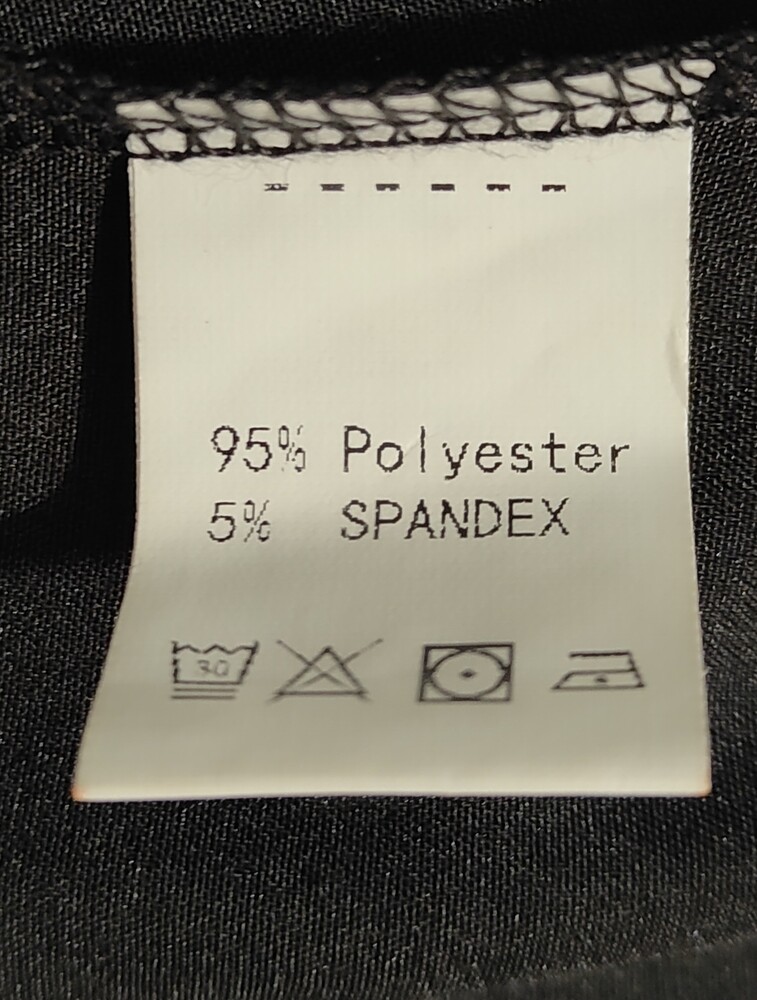 95% Polyester
5% SPANDEX
30